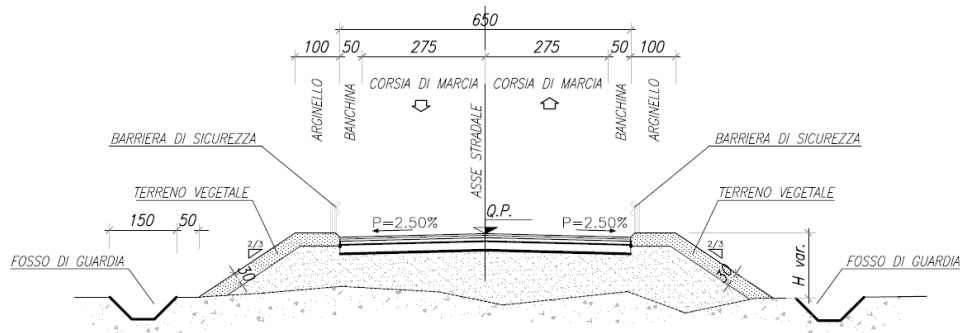 650
100 50 275 275 50 100
CORSIA DI MARCIA CORSIA DI MARCIA
ARGINELLO
BANCHINA
ASSE STRADALE
BANCHINA
ARGINELLO
BARRIERA DI SICUREZZA
BARRIERA DI SICUREZZA
TERRENO VEGETALE
TERRENO VEGETALE
150 50
P=2.50%
Q.P.
P=2.50%
2/3
2/3
FOSSO DI GUARDIA
30
30
H var.
FOSSO DI GUARDIA